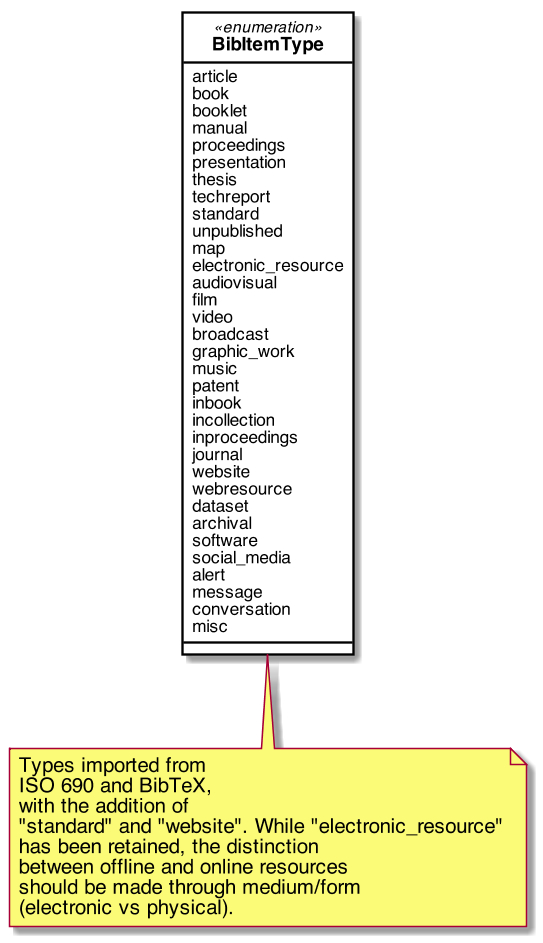 «enumeration»
BibItemType
article
book
booklet
manual
proceedings
presentation
thesis
techreport
standard
unpublished
map
electronic_resource
audiovisual
film
video
broadcast
graphic_work
music
patent
inbook
incollection
inproceedings
journal
website
webresource
dataset
archival
software
social_media
alert
message
conversation
misc
Types imported from
ISO 690 and BibTeX,
with the addition of
"standard" and "website". While "electronic_resource"
has been retained, the distinction
between offline and online resources
should be made through medium/form
(electronic vs physical).